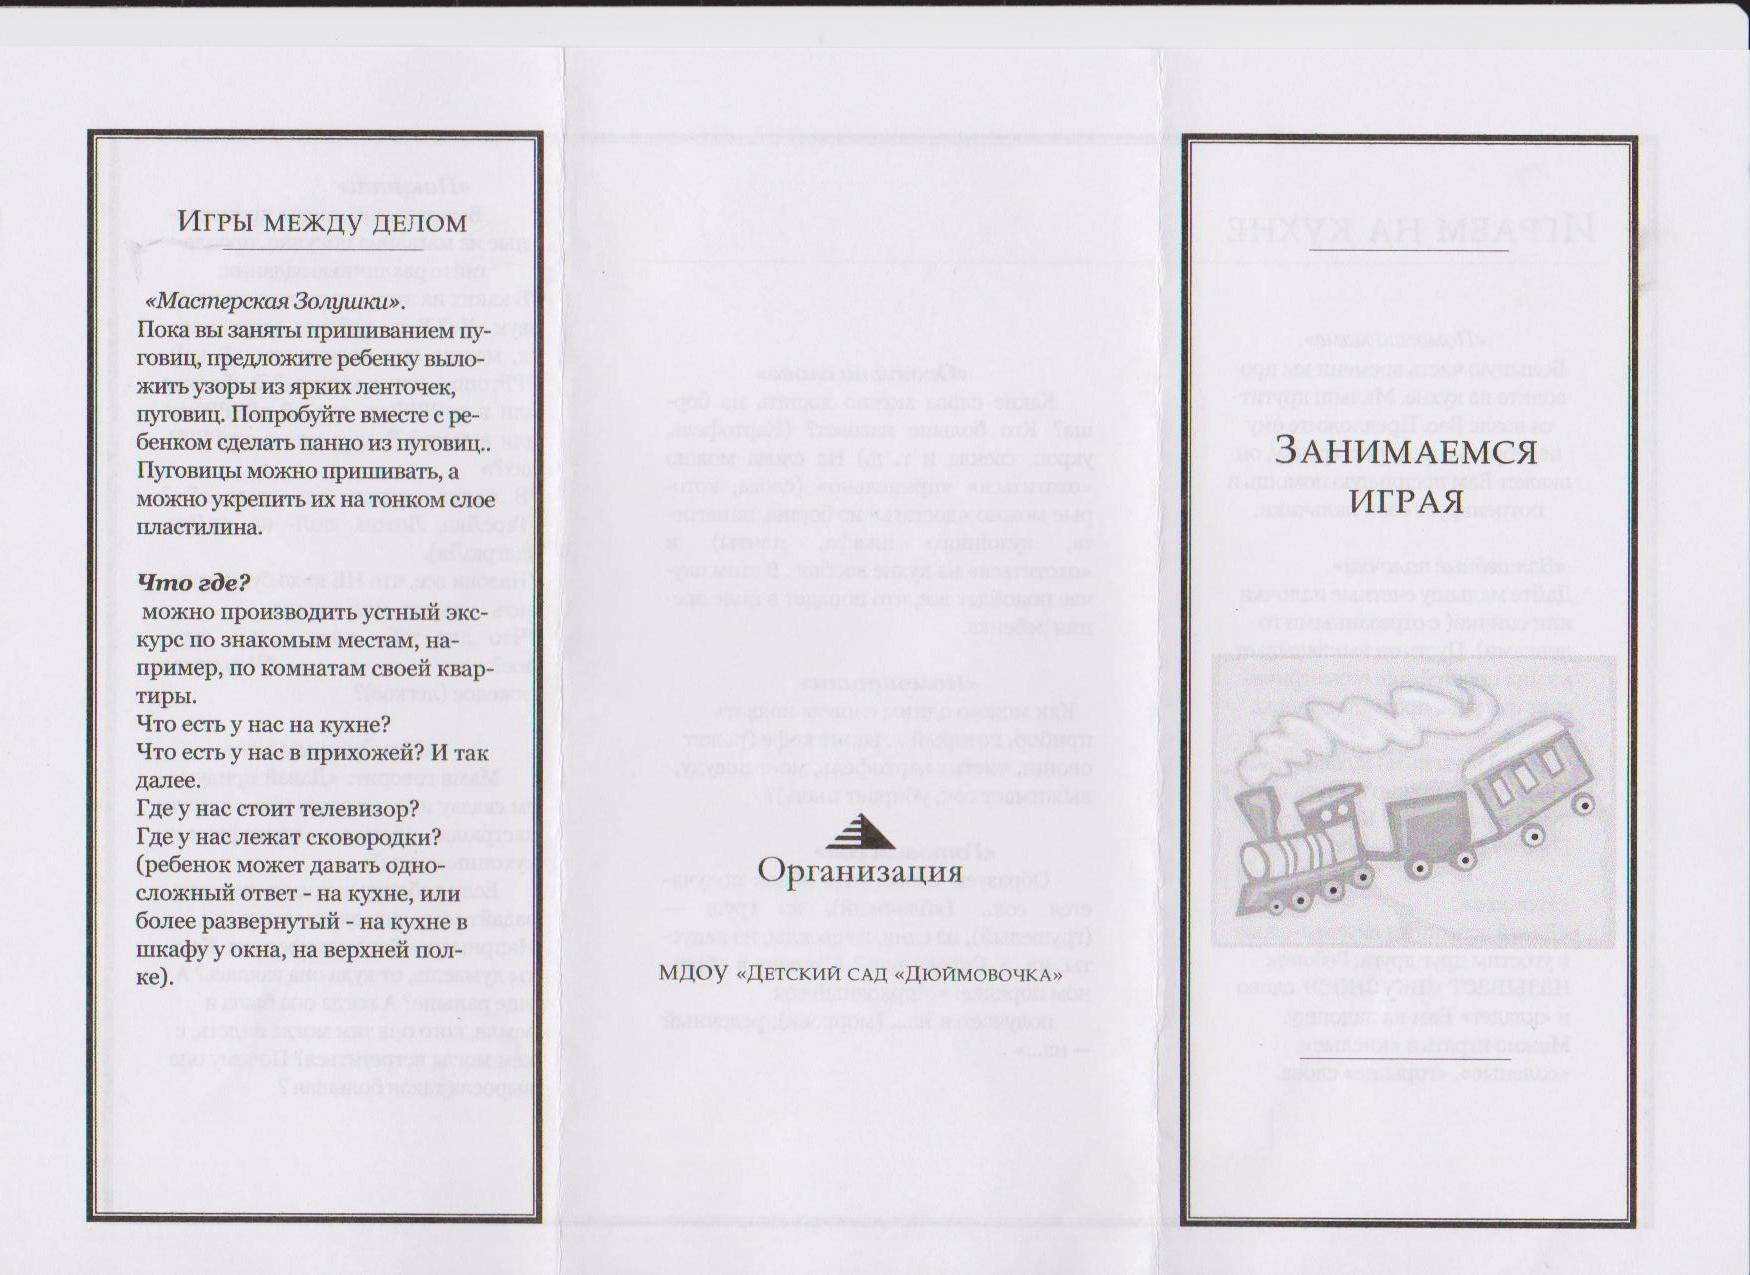 Игры между делом
«Мастерская Золушки».
Пока вы заняты пришиванием пу-
говиц, предложите ребенку выло-
жить узоры из ярких ленточек,
пуговиц. Попробуйте вместе с ре-
бенком сделать панно из пуговиц..
Пуговицы можно пришивать, а
можно укрепить их на тонком слое
пластилина.
Что где?
можно производить устный экс-
курс по знакомым местам, на-
пример, по комнатам своей квар-
тиры.
Что есть у нас на кухне?
Что есть у нас в прихожей? И так
далее.
Где у нас стоит телевизор?
Где у нас лежат сковородки?
(ребенок может давать одно-
сложный ответ - на кухне, или
более развернутый - на кухне в
шкафу у окна, на верхней пол-
ке).
Организация
МДОУ «Детский сад «Дюймовочка»
Занимаемся
играя